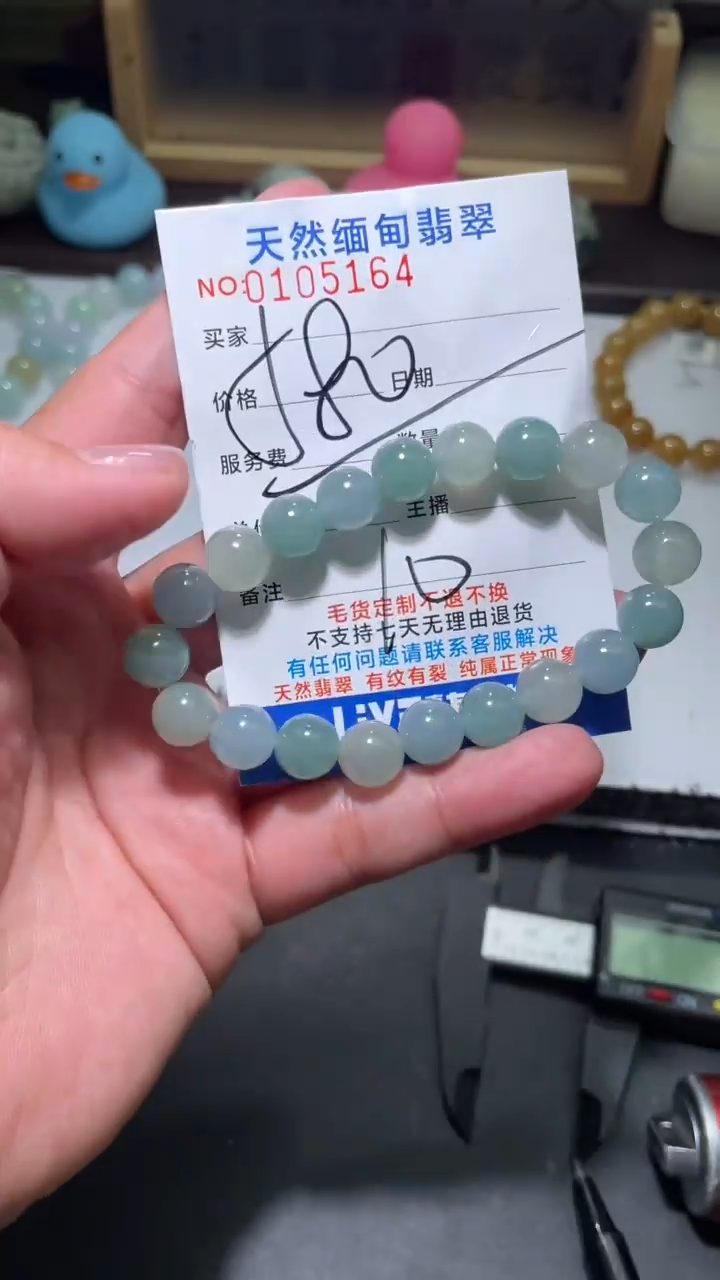 天然缅甸翡翠
NO:0105164
买家
价格 日期
服务费 数量
主播
备注 10
毛货定制不退不换
不支持七天无理由退货
有任何问题请联系客服解决
天然翡翠 有纹有裂 纯属正常现象